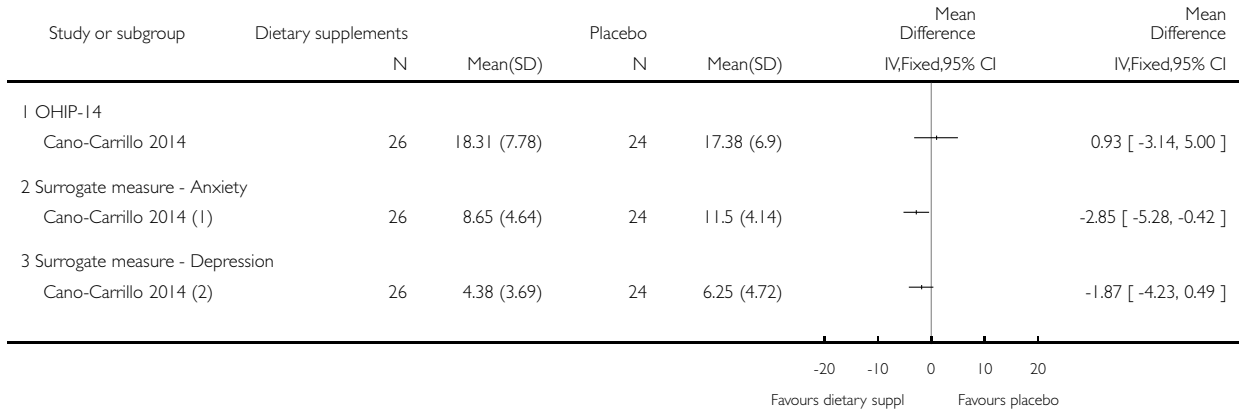 Study or subgroup Dietary supplements Placebo Mean Difference Mean Difference
N Mean(SD) N Mean(SD) IV,Fixed,95% CI IV,Fixed,95% CI
1 OHIP-14
Cano-Carrillo 2014 26 18.31 (7.78) 24 17.38 (6.9) 0.93 [ -3.14, 5.00 ]
2 Surrogate measure - Anxiety
Cano-Carrillo 2014 (1) 26 8.65 (4.64) 24 11.5 (4.14) -2.85 [ -5.28, -0.42 ]
3 Surrogate measure - Depression
Cano-Carrillo 2014 (2) 26 4.38 (3.69) 24 6.25 (4.72) -1.87 [ -4.23, 0.49 ]
-20 -10 0 10 20
Favours dietary suppl Favours placebo